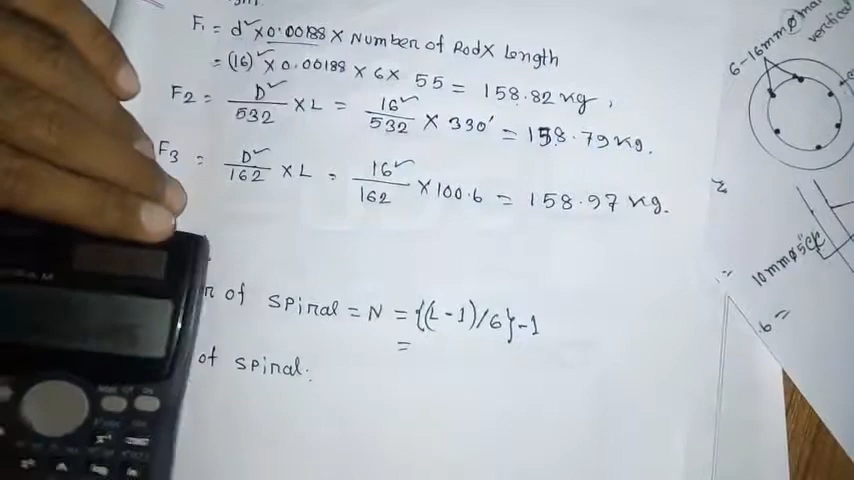 F₁ = d² × 0.00188 × Number of Rod × Length
= (16)² × 0.00188 × 6 × 55 = 158.82 kg,
F₂ = D²/532 × L = 16²/532 × 330' = 158.79 kg.
F₃ = D²/162 × L = 16²/162 × 100.6 = 158.97 kg.
of spiral = N = {(L-1)/6}-1
=
of spiral.
6-16mmø
vertical
10mmø5"c/c
6"